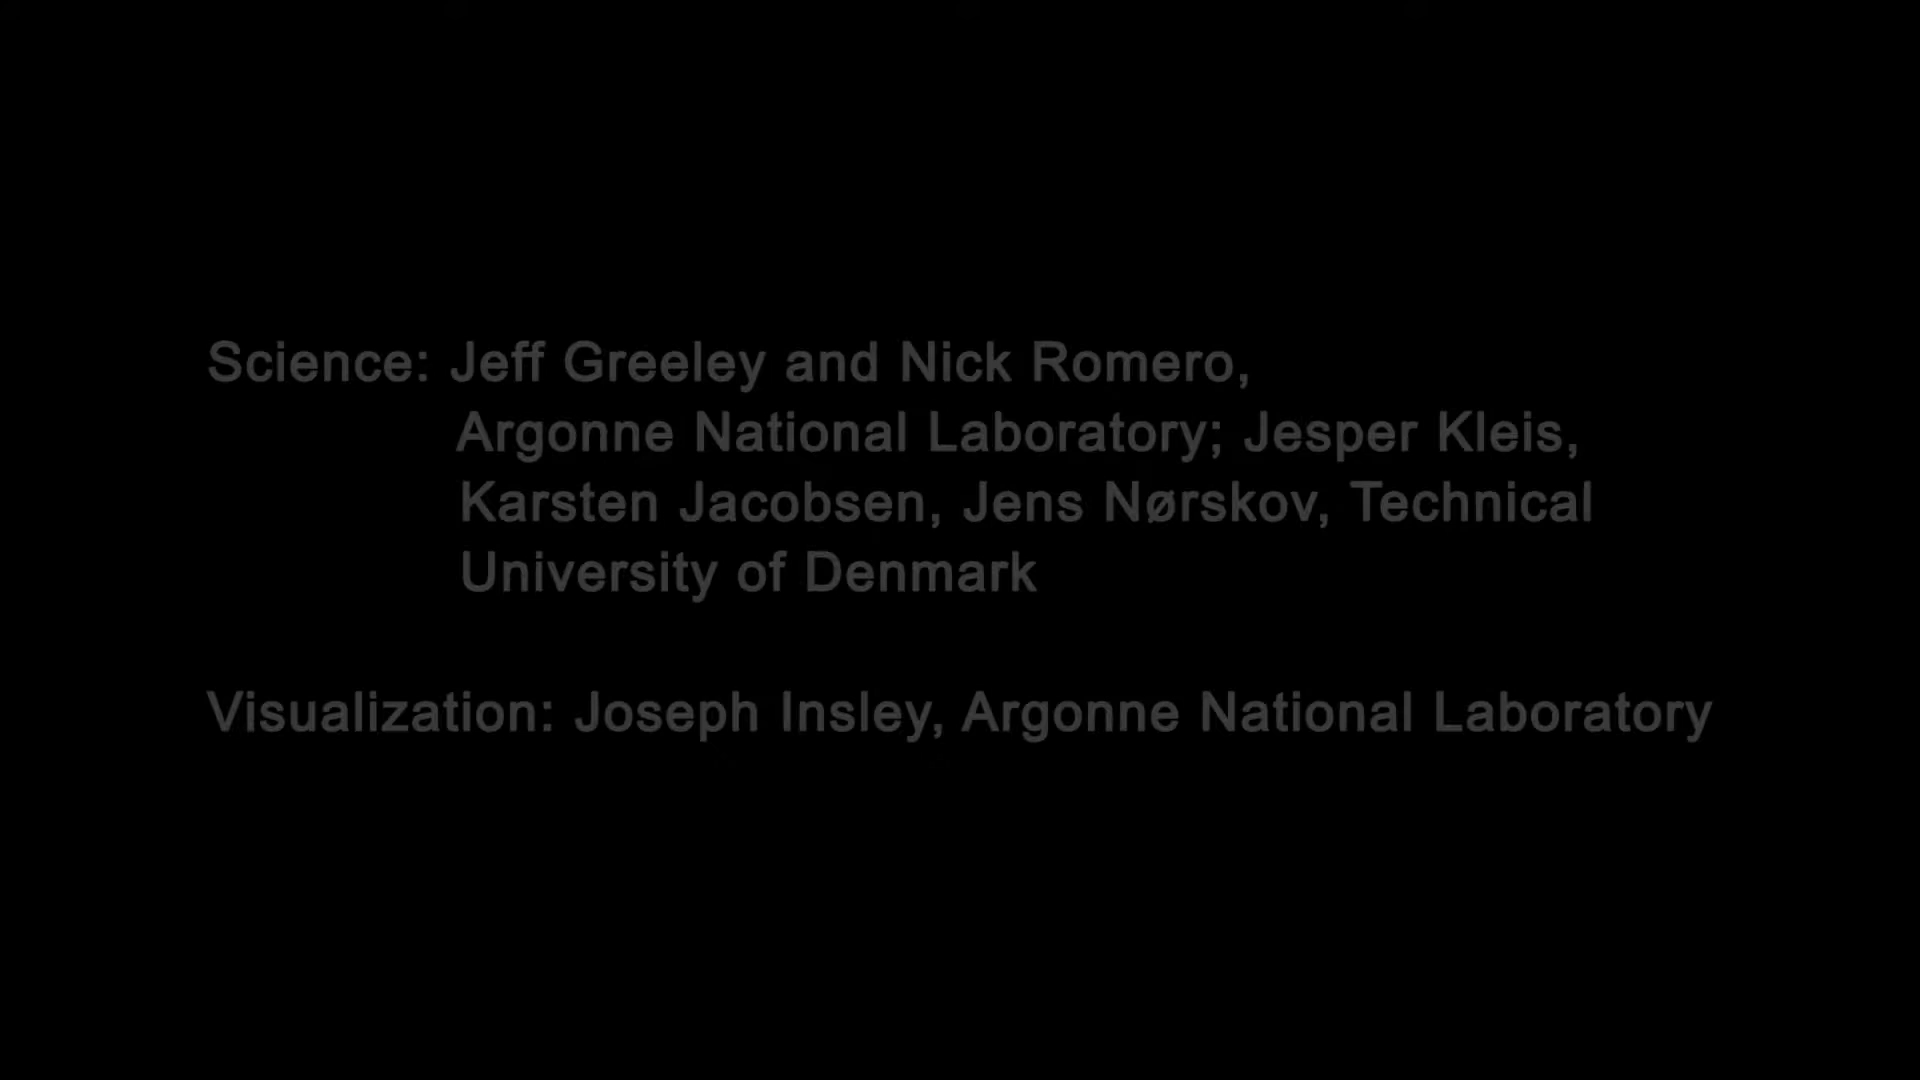 Science: Jeff Greeley and Nick Romero,
Argonne National Laboratory; Jesper Kleis,
Karsten Jacobsen, Jens Nørskov, Technical
University of Denmark
Visualization: Joseph Insley, Argonne National Laboratory